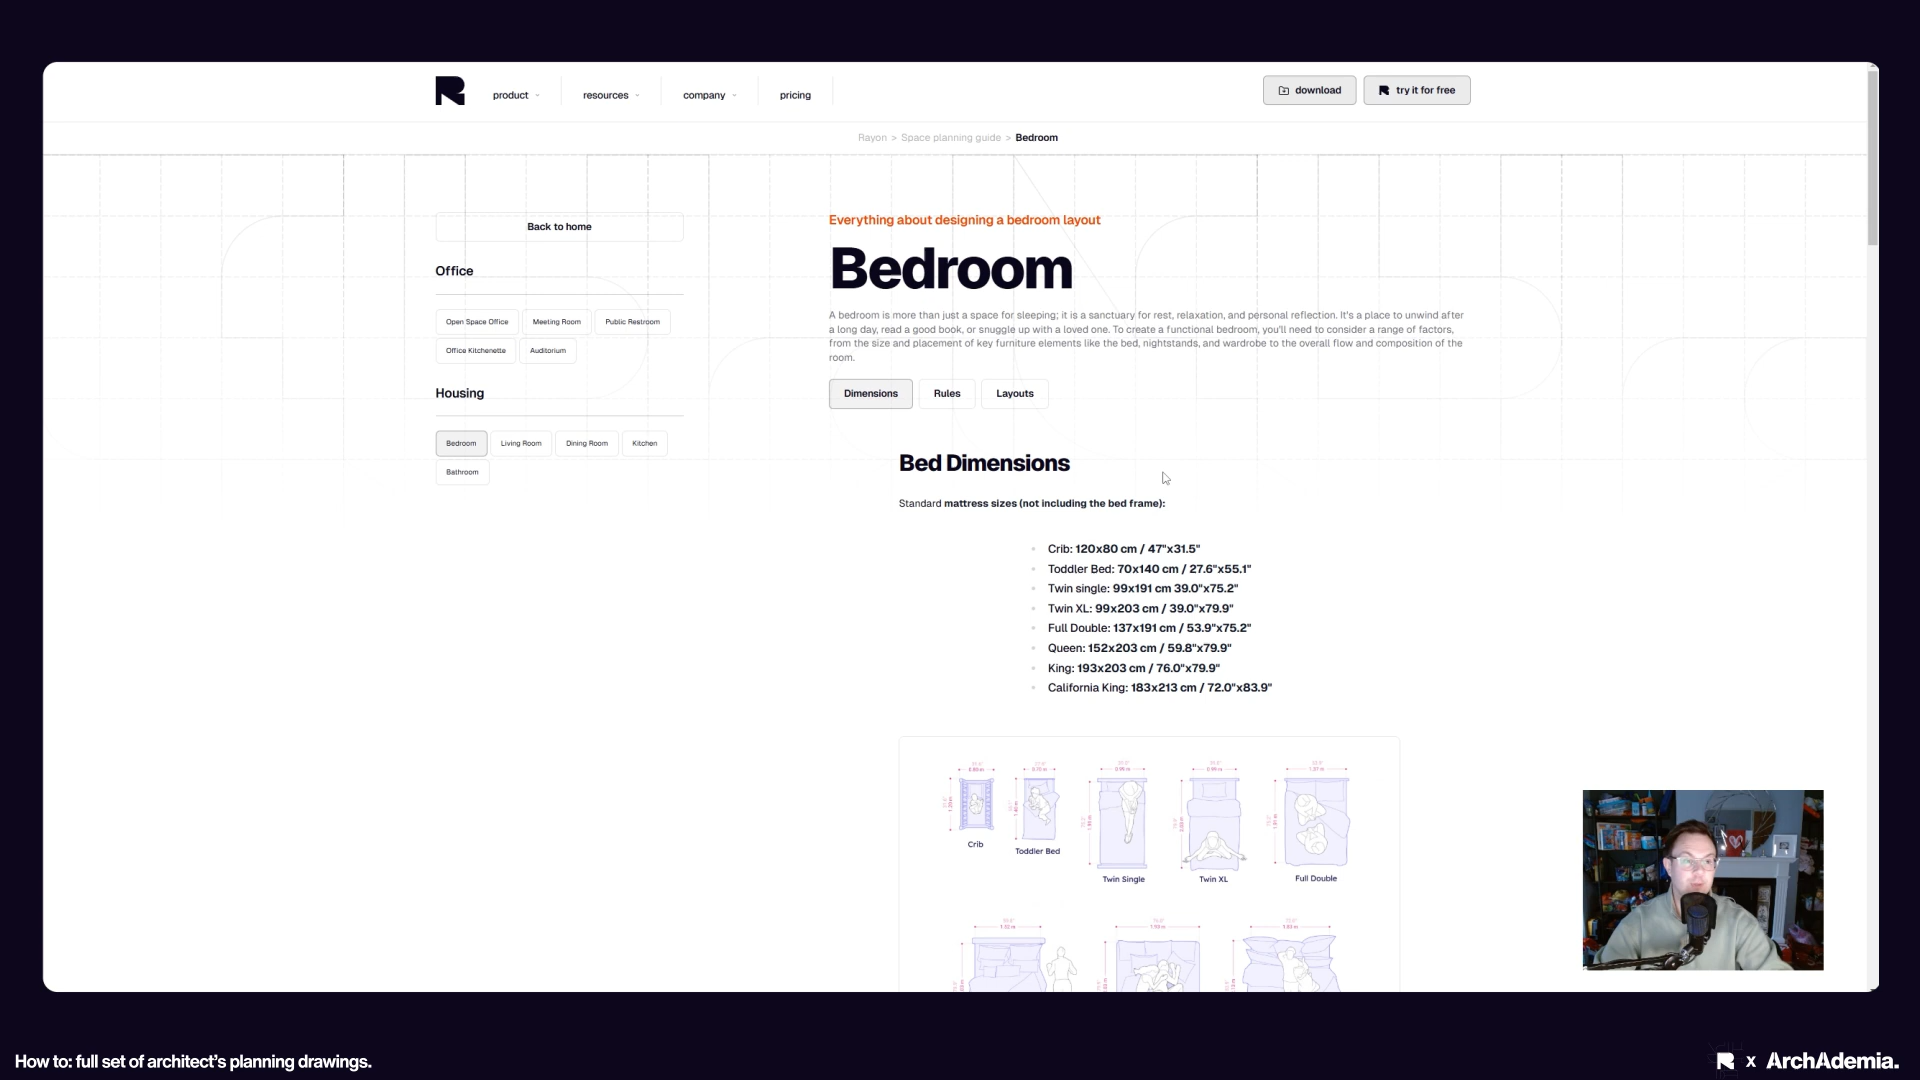 product
resources
company
pricing
download
try it for free
Rayon > Space planning guide > Bedroom
Back to home
Office
Open Space Office
Meeting Room
Public Restroom
Office Kitchenette
Auditorium
Housing
Bedroom
Living Room
Dining Room
Kitchen
Bathroom
Everything about designing a bedroom layout
Bedroom
A bedroom is more than just a space for sleeping; it is a sanctuary for rest, relaxation, and personal reflection. It's a place to unwind after
a long day, read a good book, or snuggle up with a loved one. To create a functional bedroom, you'll need to consider a range of factors,
from the size and placement of key furniture elements like the bed, nightstands, and wardrobe to the overall flow and composition of the
room.
Dimensions
Rules
Layouts
Bed Dimensions
Standard mattress sizes (not including the bed frame):
Crib: 120x80 cm / 47"x31.5"
Toddler Bed: 70x140 cm / 27.6"x55.1"
Twin single: 99x191 cm 39.0"x75.2"
Twin XL: 99x203 cm / 39.0"x79.9"
Full Double: 137x191 cm / 53.9"x75.2"
Queen: 152x203 cm / 59.8"x79.9"
King: 193x203 cm / 76.0"x79.9"
California King: 183x213 cm / 72.0"x83.9"
Crib
Toddler Bed
Twin Single
Twin XL
Full Double
How to: full set of architect's planning drawings.
x ArchAdemia.